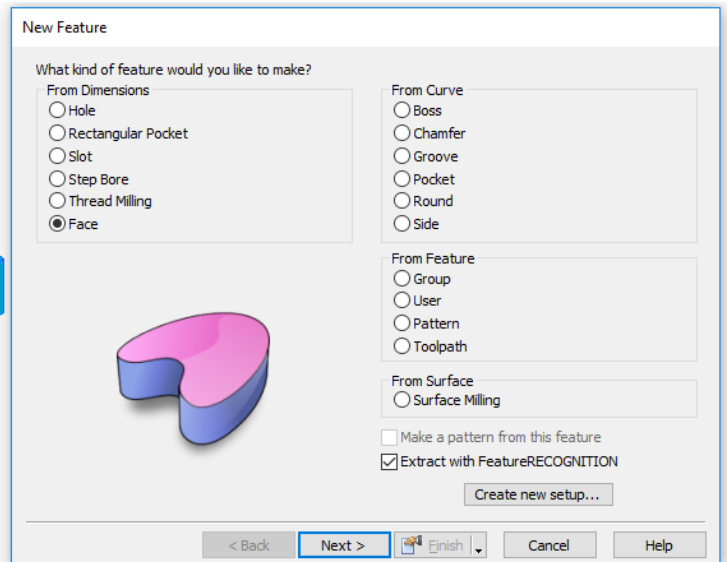 New Feature
What kind of feature would you like to make?
From Dimensions
Hole
Rectangular Pocket
Slot
Step Bore
Thread Milling
Face
From Curve
Boss
Chamfer
Groove
Pocket
Round
Side
From Feature
Group
User
Pattern
Toolpath
From Surface
Surface Milling
Make a pattern from this feature
Extract with FeatureRECOGNITION
Create new setup...
< Back Next > Finish Cancel Help